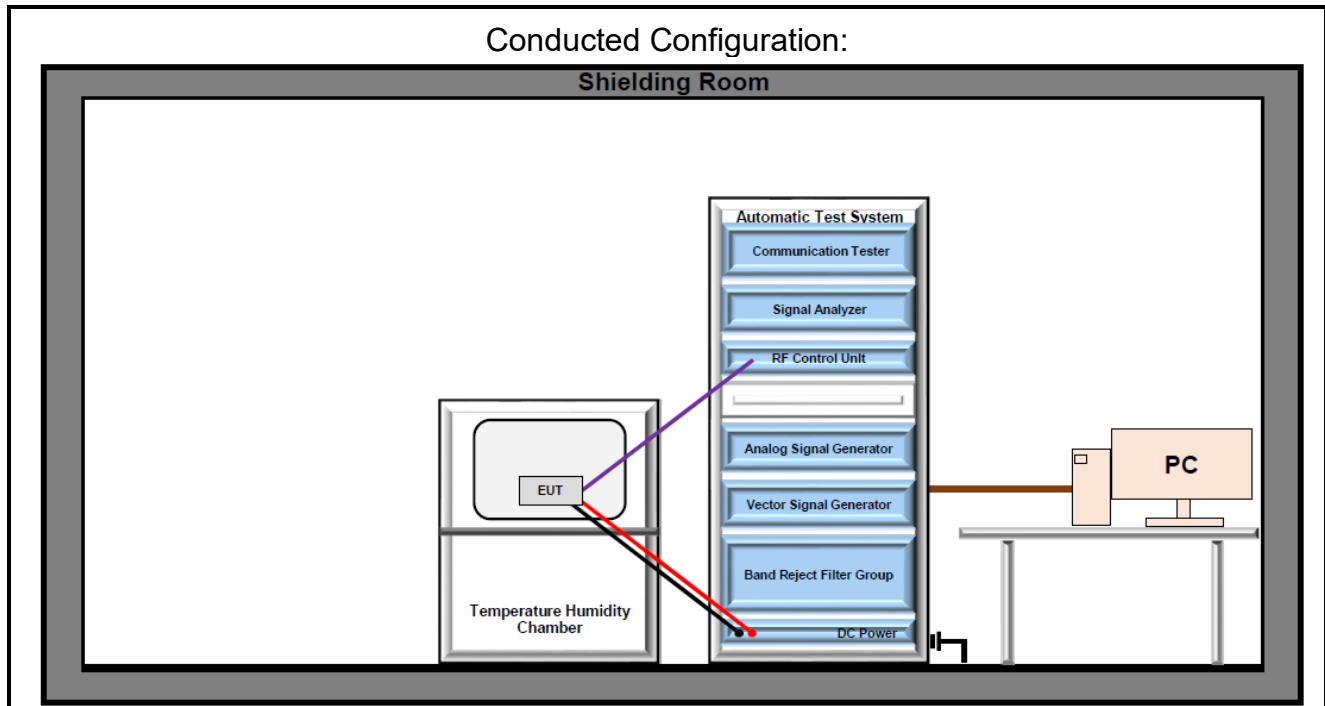 Conducted Configuration:
Shielding Room
Automatic Test System
Communication Tester
Signal Analyzer
RF Control Unit
Analog Signal Generator
PC
EUT
Vector Signal Generator
Band Reject Filter Group
Temperature Humidity
Chamber
DC Power